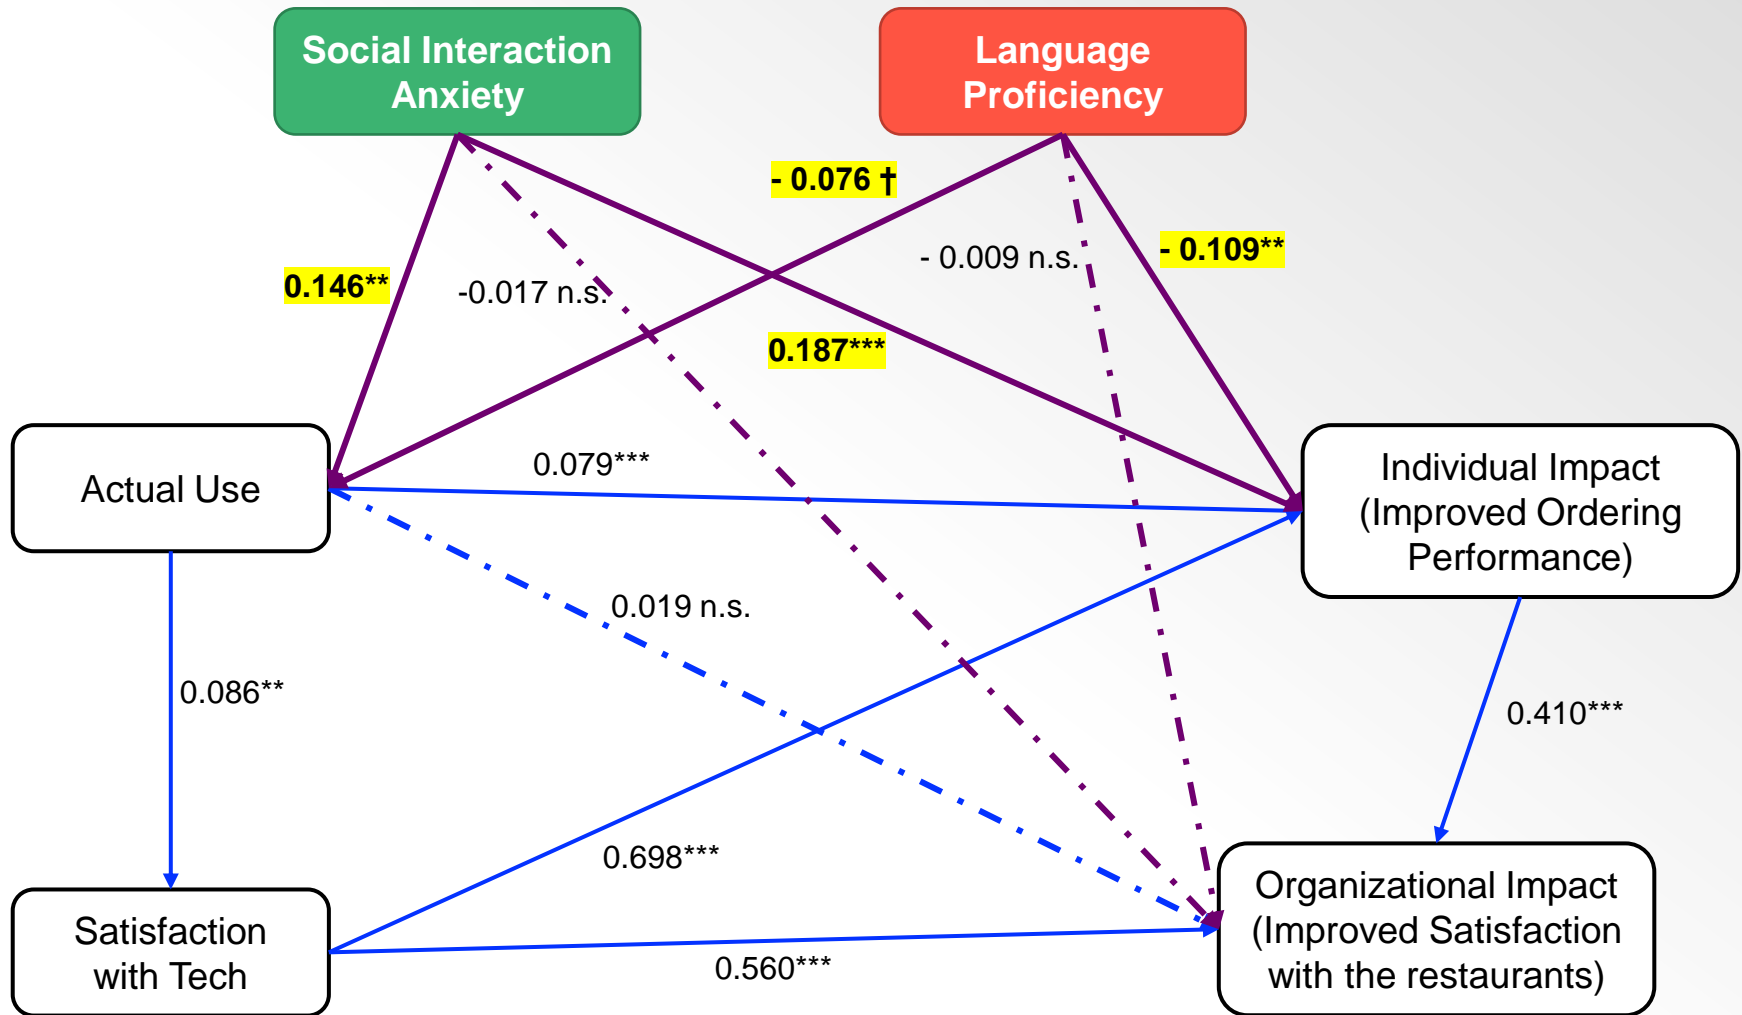 Social Interaction
Anxiety
Language
Proficiency
- 0.076 †
- 0.109**
- 0.009 n.s.
0.146**
-0.017 n.s.
0.187***
Actual Use
0.079***
Individual Impact
(Improved Ordering
Performance)
0.019 n.s.
0.086**
0.410***
0.698***
Satisfaction
with Tech
0.560***
Organizational Impact
(Improved Satisfaction
with the restaurants)